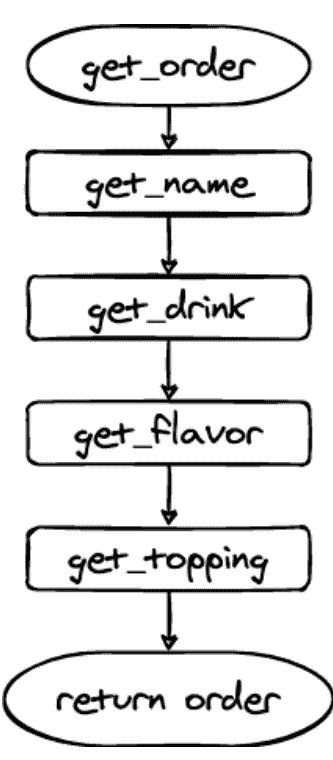 get_order
get_name
get_drink
get_flavor
get_topping
return order